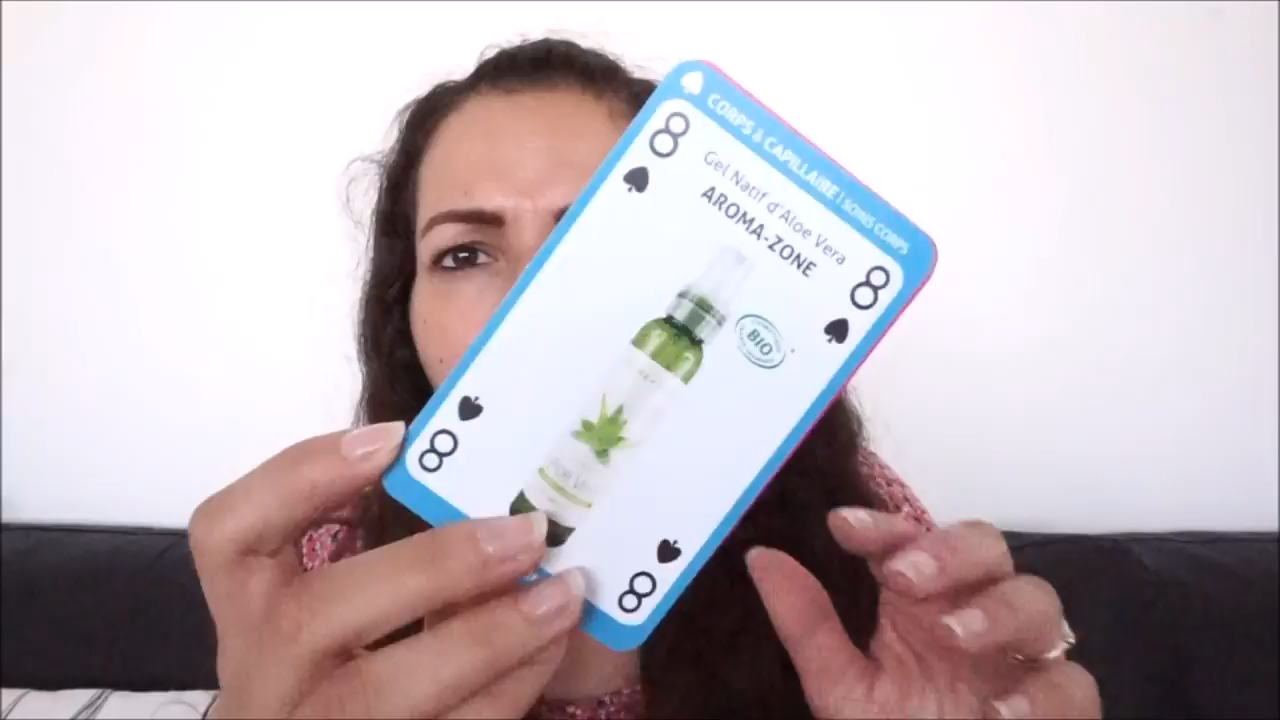 CORPS & CAPILLAIRE | SOINS CORPS
8
8
Gel Natif d'Aloe Vera
AROMA-ZONE
BIO
8
8